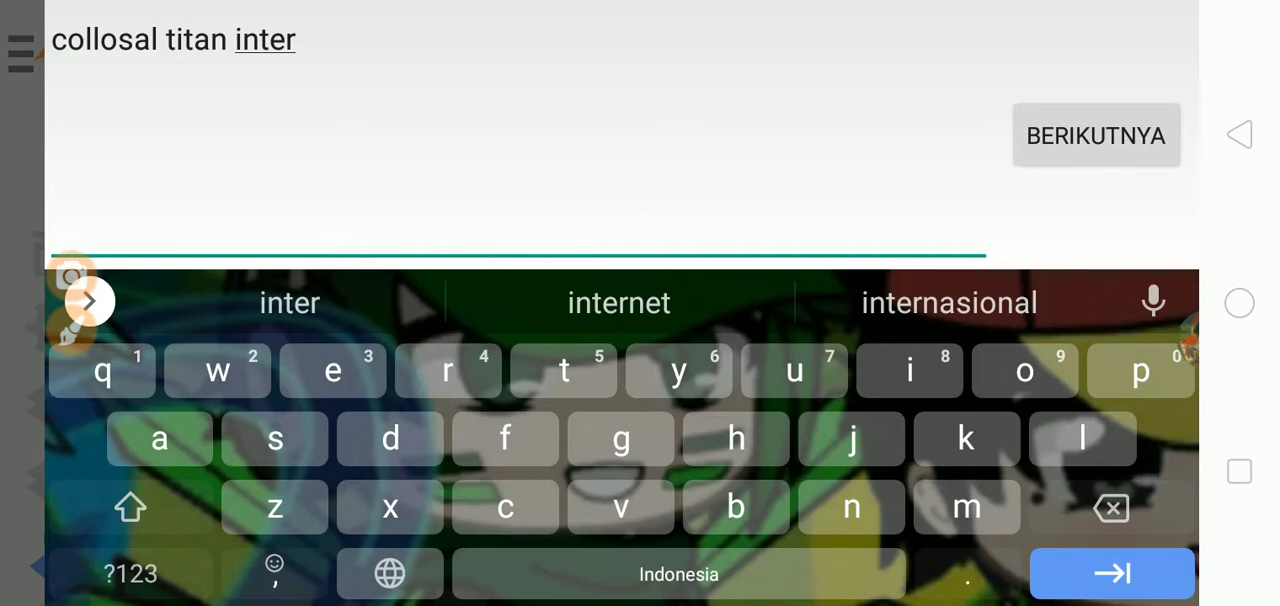 collosal titan inter
BERIKUTNYA
inter internet internasional
q 1 w 2 e 3 r 4 t 5 y 6 u 7 i 8 o 9 p 0
a s d f g h j k l
z x c v b n m
?123 , Indonesia .